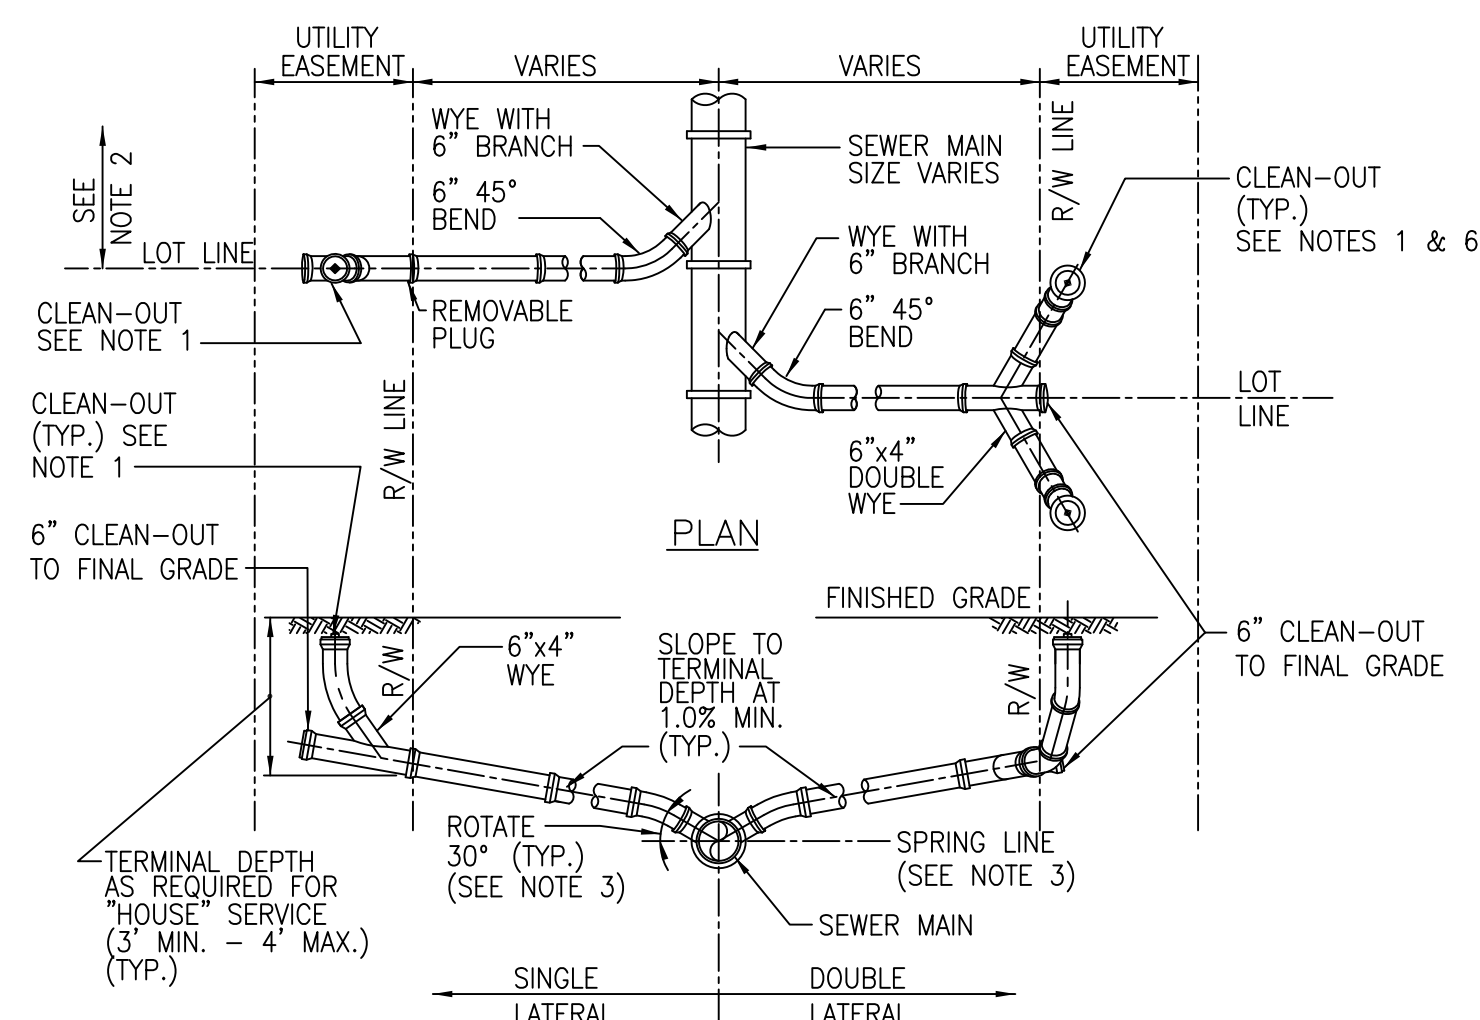 UTILITY
EASEMENT
VARIES
VARIES
UTILITY
EASEMENT
WYE WITH
6” BRANCH
SEWER MAIN
SIZE VARIES
R/W LINE
CLEAN-OUT
(TYP.)
SEE NOTES 1 & 6
SEE
NOTE 2
6” 45°
BEND
LOT LINE
WYE WITH
6” BRANCH
CLEAN-OUT
SEE NOTE 1
REMOVABLE
PLUG
6” 45°
BEND
CLEAN-OUT
(TYP.) SEE
NOTE 1
R/W LINE
LOT
LINE
6”x4”
DOUBLE
WYE
6” CLEAN-OUT
TO FINAL GRADE
PLAN
FINISHED GRADE
6”x4”
WYE
R/W
SLOPE TO
TERMINAL
DEPTH AT
1.0% MIN.
(TYP.)
R/W
6” CLEAN-OUT
TO FINAL GRADE
ROTATE
30° (TYP.)
(SEE NOTE 3)
SPRING LINE
(SEE NOTE 3)
TERMINAL DEPTH
AS REQUIRED FOR
"HOUSE" SERVICE
(3' MIN. - 4' MAX.)
(TYP.)
SEWER MAIN
SINGLE
LATERAL
DOUBLE
LATERAL